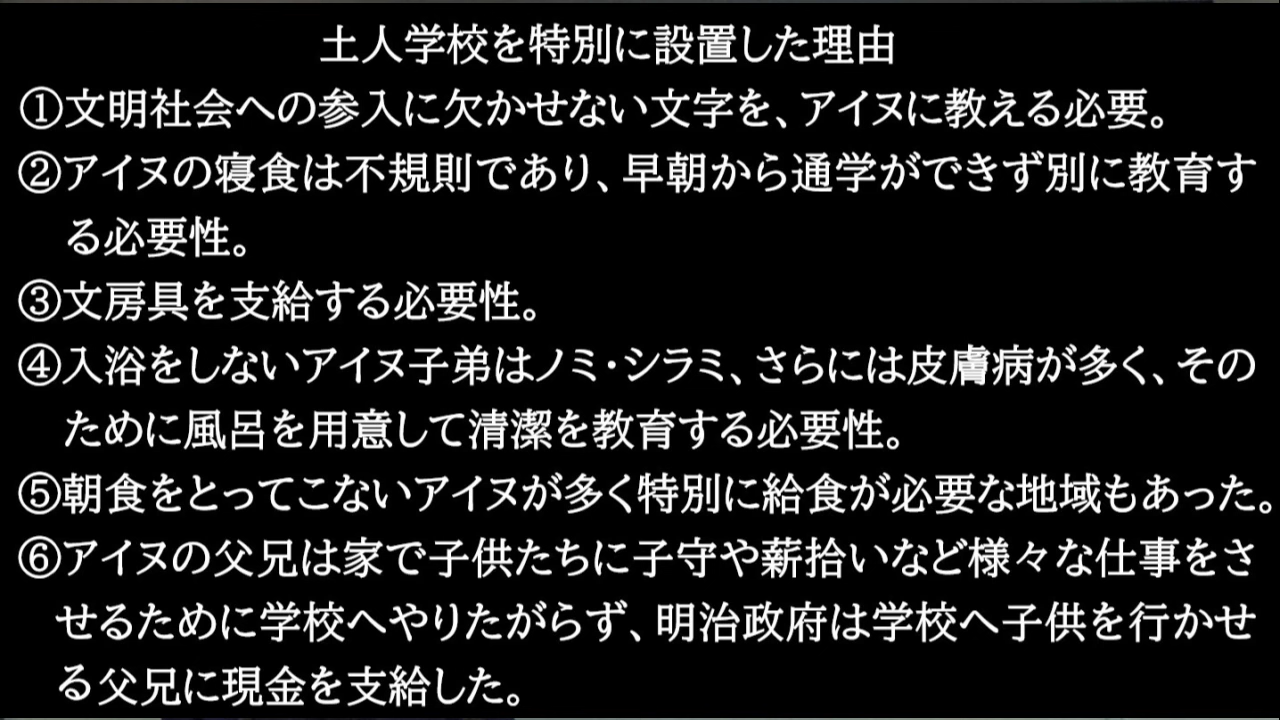 土人学校を特別に設置した理由
①文明社会への参入に欠かせない文字を、アイヌに教える必要。
②アイヌの寝食は不規則であり、早朝から通学ができず別に教育す
る必要性。
③文房具を支給する必要性。
④入浴をしないアイヌ子弟はノミ・シラミ、さらには皮膚病が多く、その
ために風呂を用意して清潔を教育する必要性。
⑤朝食をとってこないアイヌが多く特別に給食が必要な地域もあった。
⑥アイヌの父兄は家で子供たちに子守や薪拾いなど様々な仕事をさ
せるために学校へやりたがらず、明治政府は学校へ子供を行かせ
る父兄に現金を支給した。